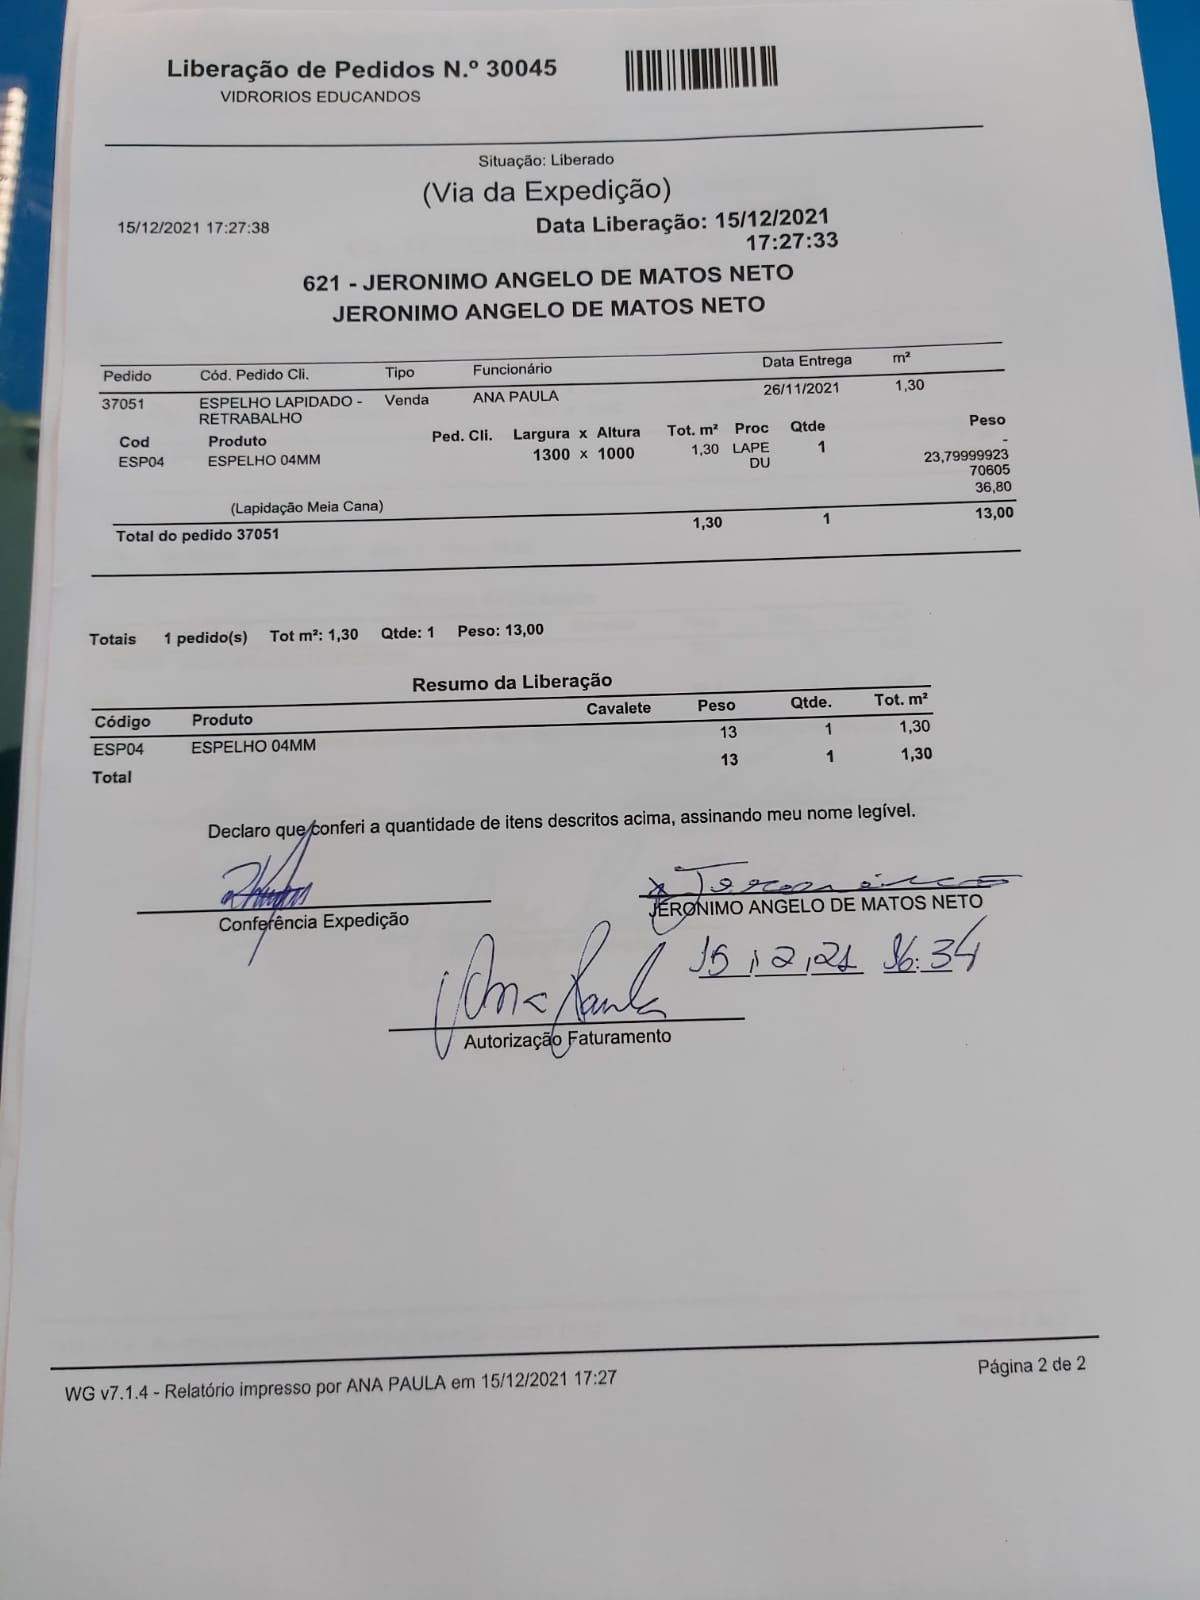 Liberação de Pedidos N.º 30045
VIDRORIOS EDUCANDOS
Situação: Liberado
(Via da Expedição)
15/12/2021 17:27:38
Data Liberação: 15/12/2021
17:27:33
621 - JERONIMO ANGELO DE MATOS NETO
JERONIMO ANGELO DE MATOS NETO
Pedido Cód. Pedido Cli. Tipo Funcionário Data Entrega m²
37051 ESPELHO LAPIDADO - Venda ANA PAULA 26/11/2021 1,30
RETRABALHO
Cod Produto Ped. Cli. Largura x Altura Tot. m² Proc Qtde Peso
ESP04 ESPELHO 04MM 1300 x 1000 1,30 LAPE 1 -
DU 23,79999923
70605
(Lapidação Meia Cana) 36,80
Total do pedido 37051 1,30 1 13,00
Totais 1 pedido(s) Tot m²: 1,30 Qtde: 1 Peso: 13,00
Resumo da Liberação
Código Produto Cavalete Peso Qtde. Tot. m²
ESP04 ESPELHO 04MM 13 1 1,30
Total 13 1 1,30
Declaro que conferi a quantidade de itens descritos acima, assinando meu nome legível.
Conferência Expedição
x Jeronimo
JERONIMO ANGELO DE MATOS NETO
15,12,21 16:34
Ana Paula
Autorização Faturamento
WG v7.1.4 - Relatório impresso por ANA PAULA em 15/12/2021 17:27
Página 2 de 2